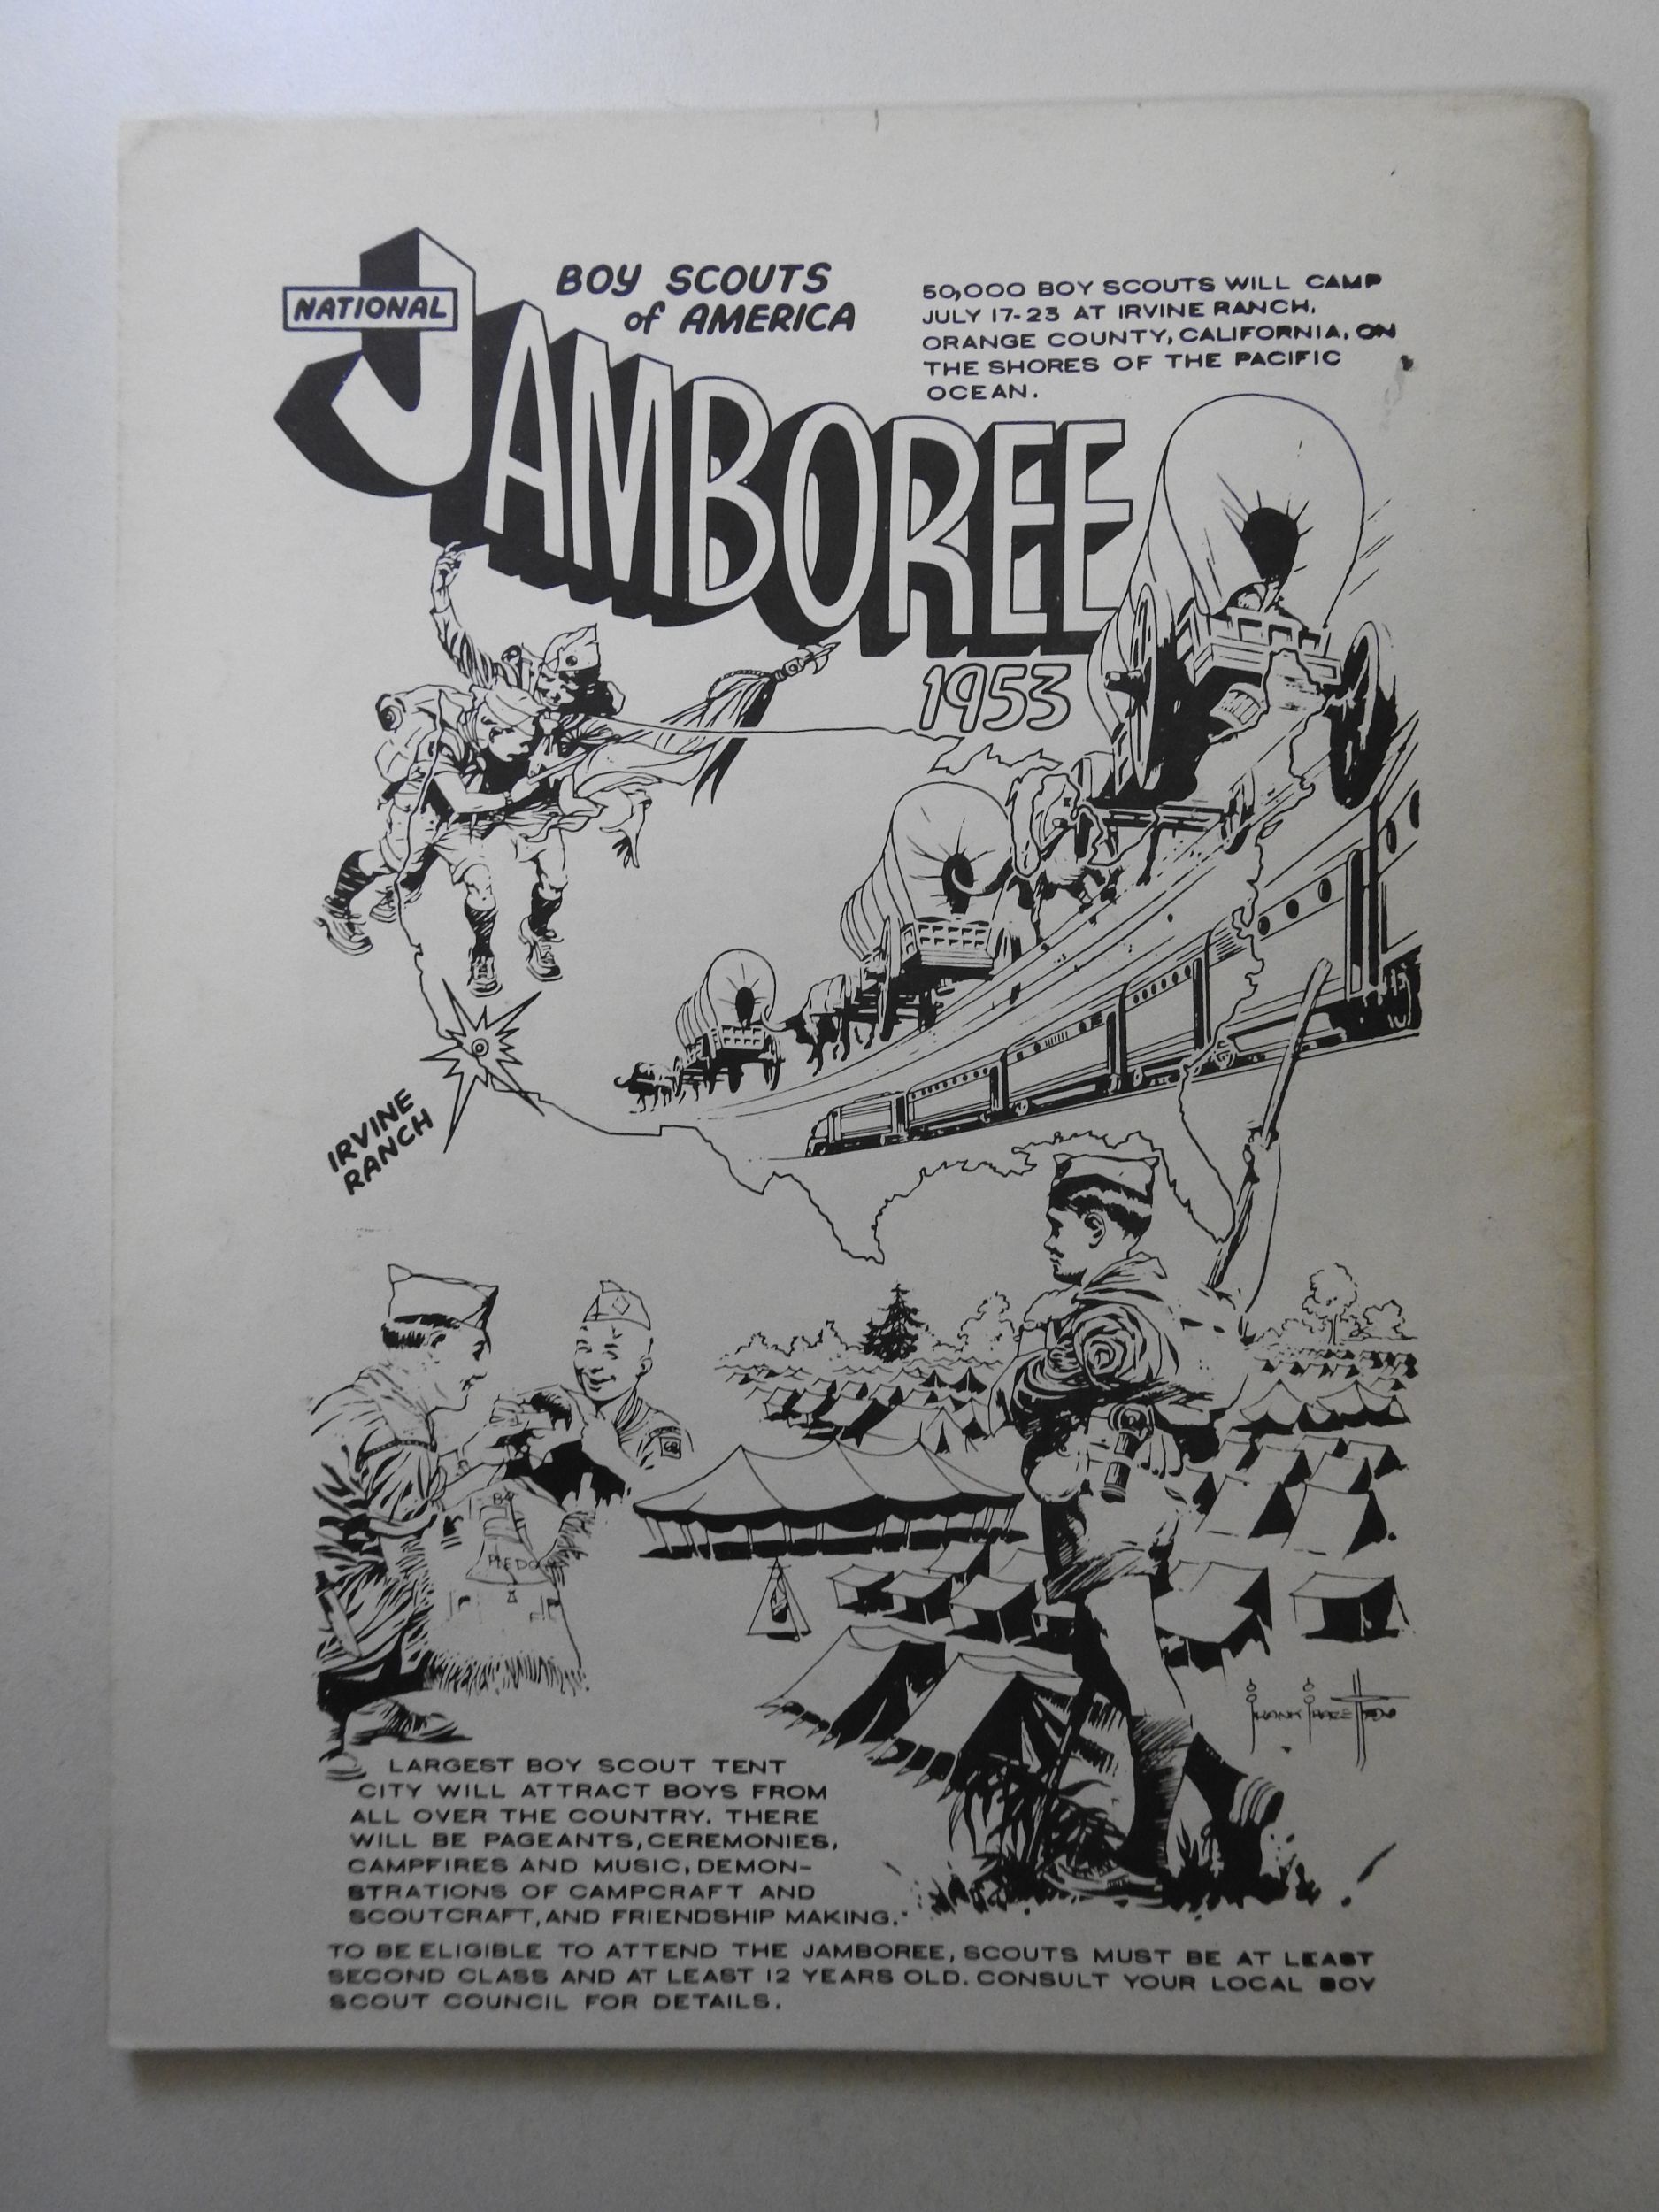 NATIONAL
JAMBOREE
BOY SCOUTS
of AMERICA
50,000 BOY SCOUTS WILL CAMP
JULY 17-23 AT IRVINE RANCH,
ORANGE COUNTY, CALIFORNIA, ON
THE SHORES OF THE PACIFIC
OCEAN.
1953
IRVINE
RANCH
LARGEST BOY SCOUT TENT
CITY WILL ATTRACT BOYS FROM
ALL OVER THE COUNTRY. THERE
WILL BE PAGEANTS, CEREMONIES,
CAMPFIRES AND MUSIC, DEMON-
STRATIONS OF CAMPCRAFT AND
SCOUTCRAFT, AND FRIENDSHIP MAKING.
TO BE ELIGIBLE TO ATTEND THE JAMBOREE, SCOUTS MUST BE AT LEAST
SECOND CLASS AND AT LEAST 12 YEARS OLD. CONSULT YOUR LOCAL BOY
SCOUT COUNCIL FOR DETAILS.